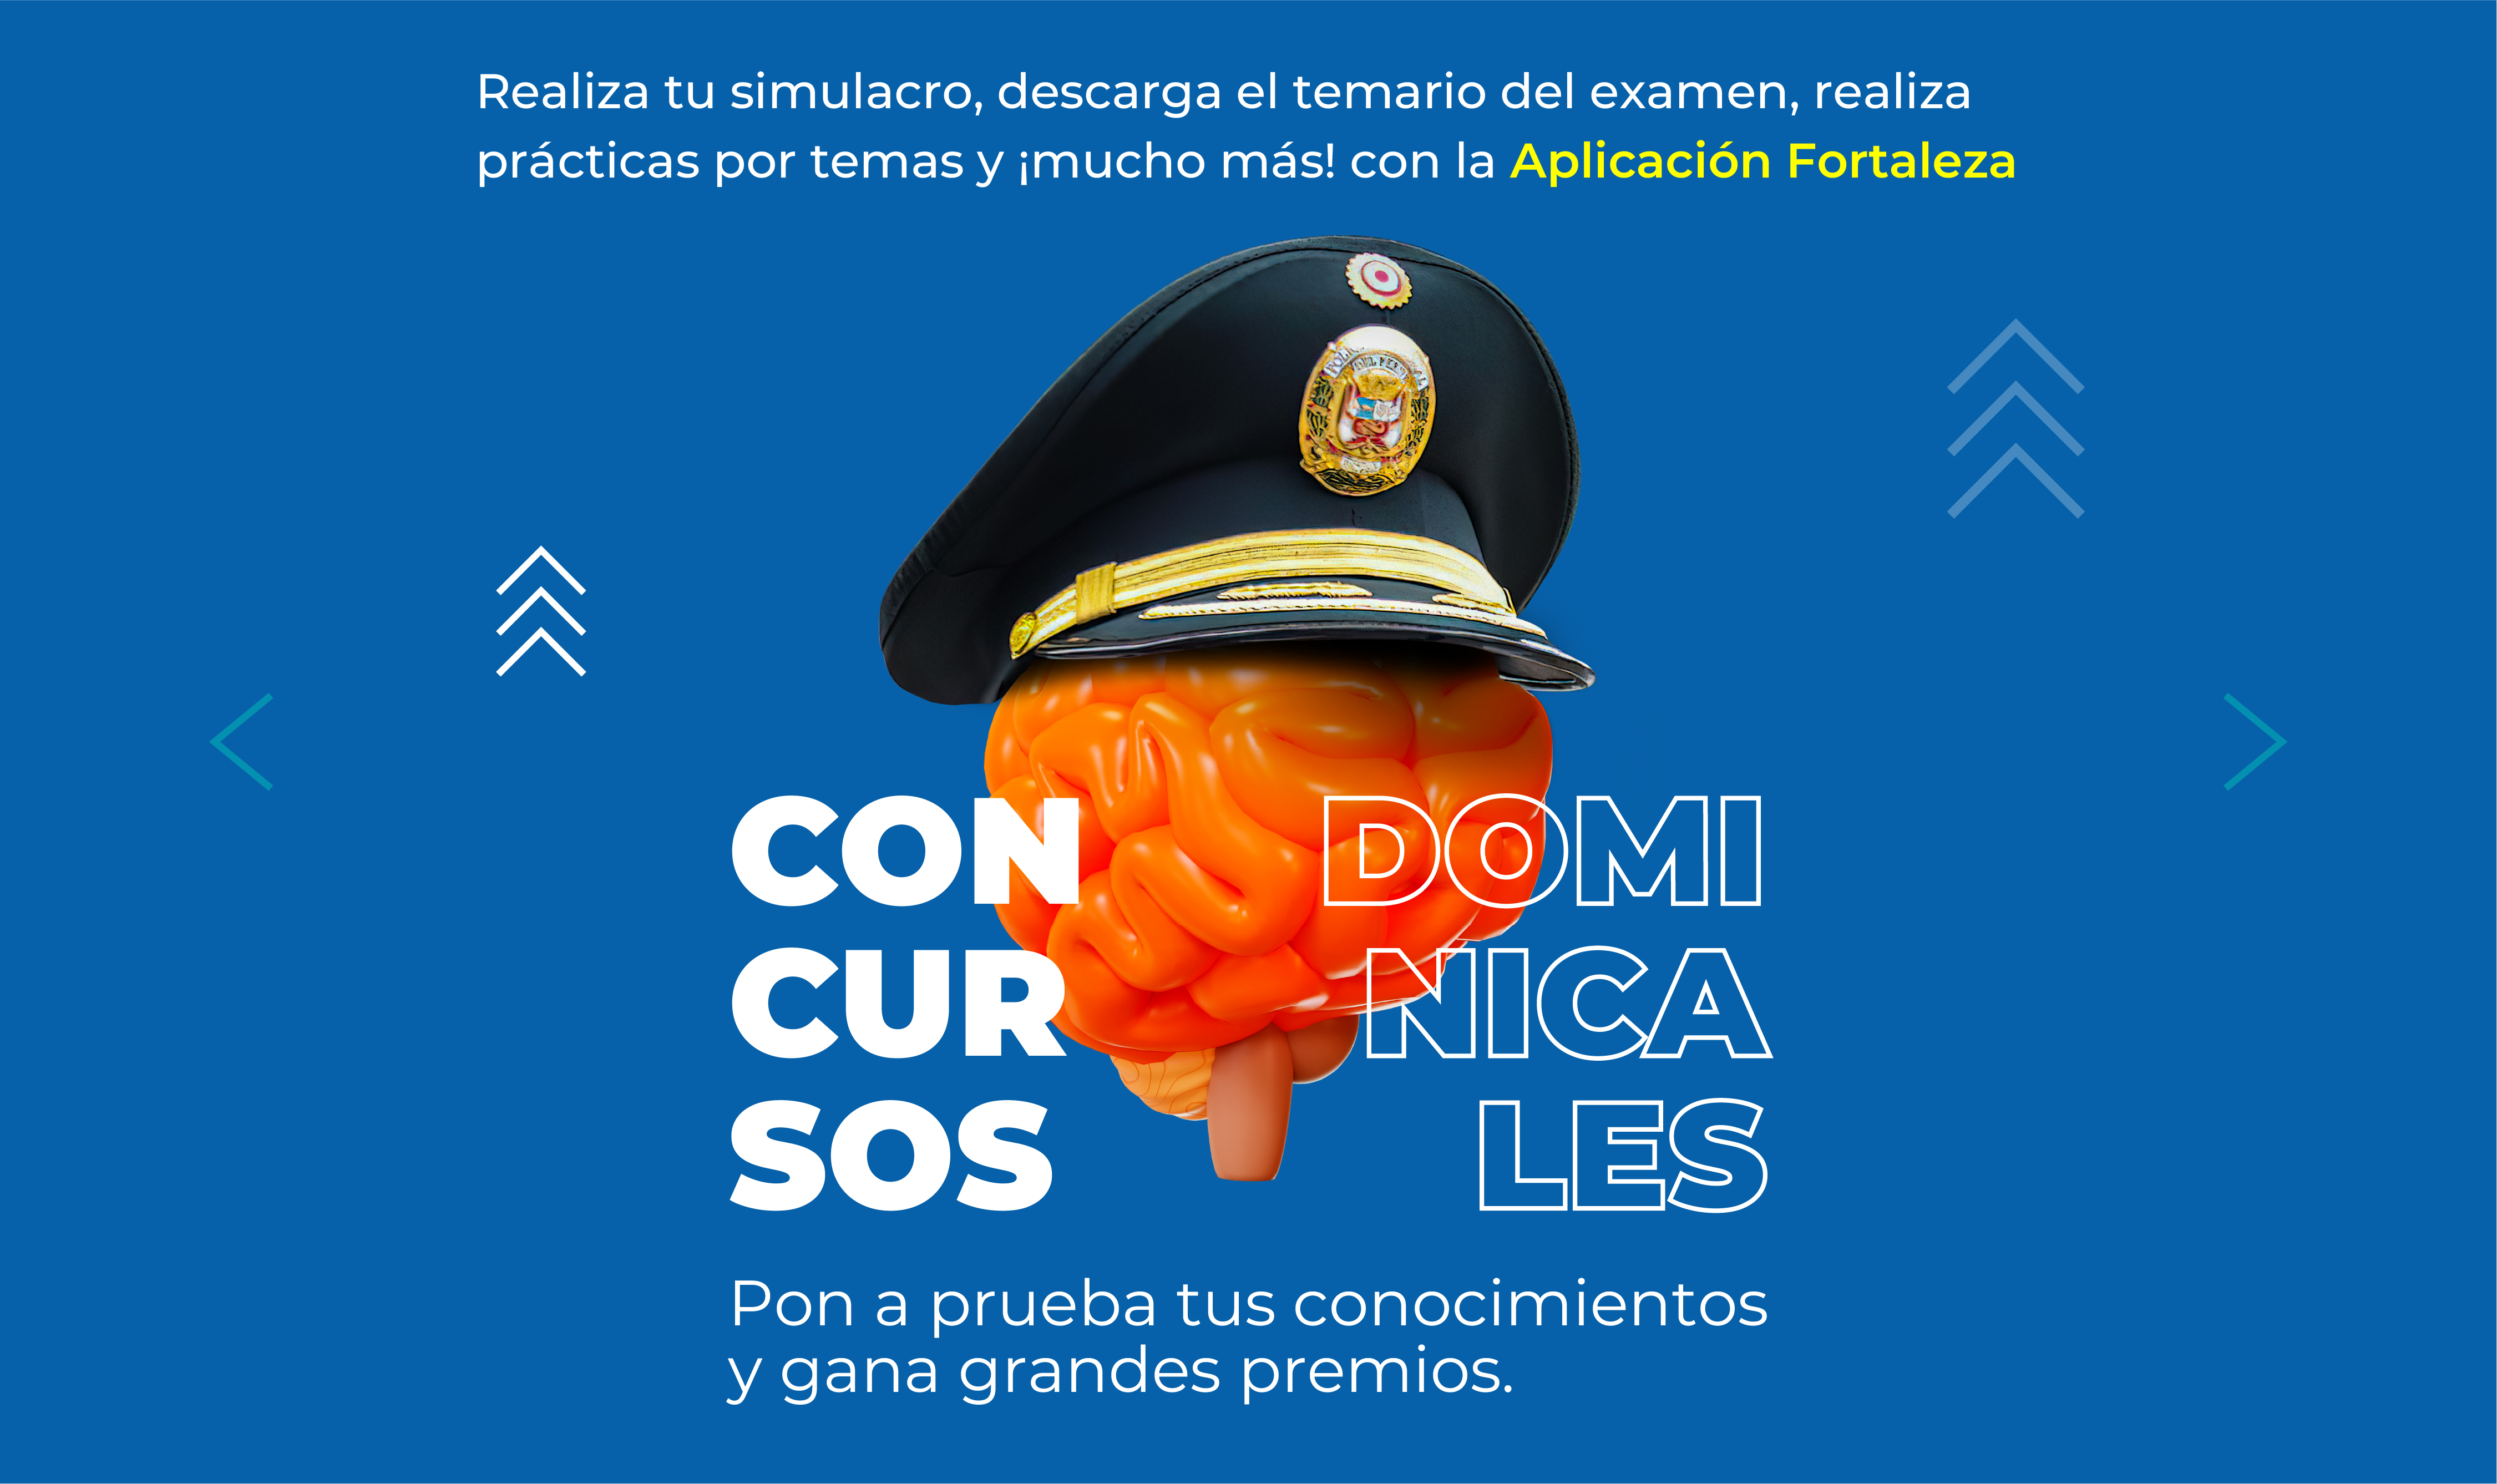 Realiza tu simulacro, descarga el temario del examen, realiza
prácticas por temas y ¡mucho más! con la Aplicación Fortaleza
CON
CUR
SOS
DOMI
NICA
LES
Pon a prueba tus conocimientos
y gana grandes premios.